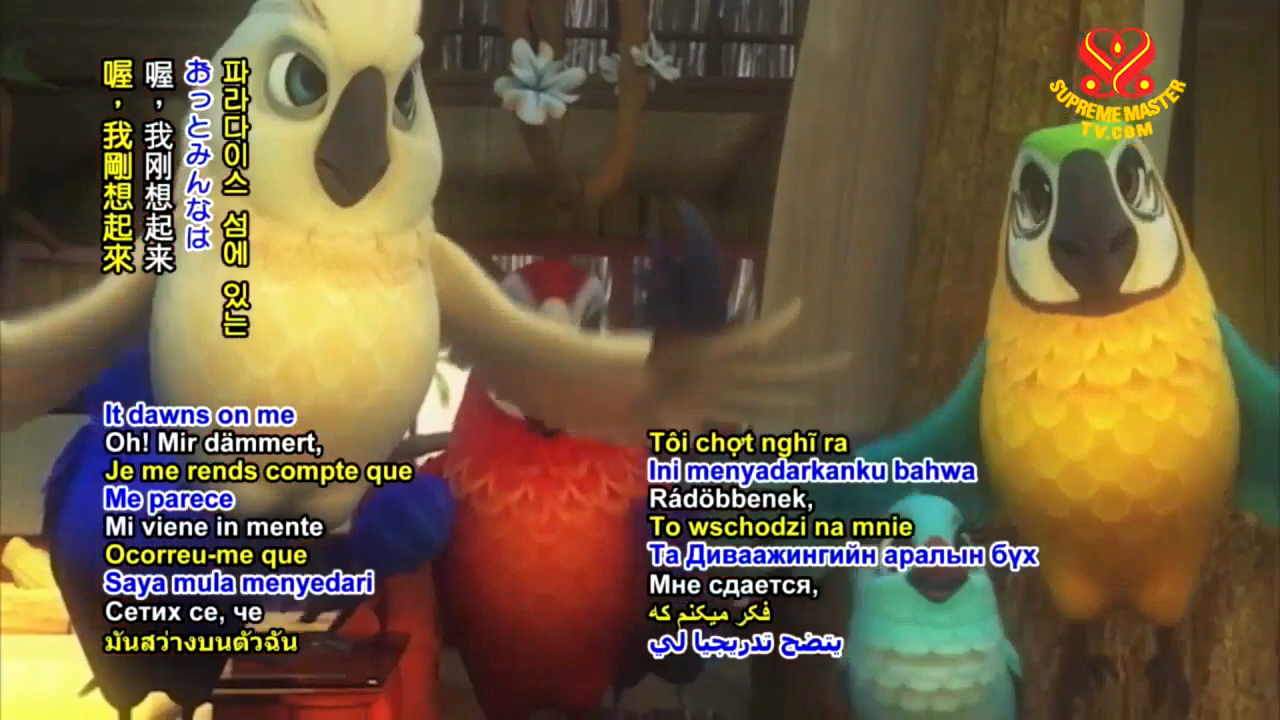 SUPREME MASTER
TV.COM
파라다이스 섬에 있는
おっとみんなは
喔，我刚想起来
喔，我剛想起來
It dawns on me
Oh! Mir dämmert,
Je me rends compte que
Me parece
Mi viene in mente
Ocorreu-me que
Saya mula menyedari
Сетих се, че
มันสว่างบนตัวฉัน
Tôi chợt nghĩ ra
Ini menyadarkanku bahwa
Rádöbbenek,
To wschodzi na mnie
Та Диваажингийн аралын бүх
Мне сдается,
فکر میکنم که
يتضح تدريجيا لي